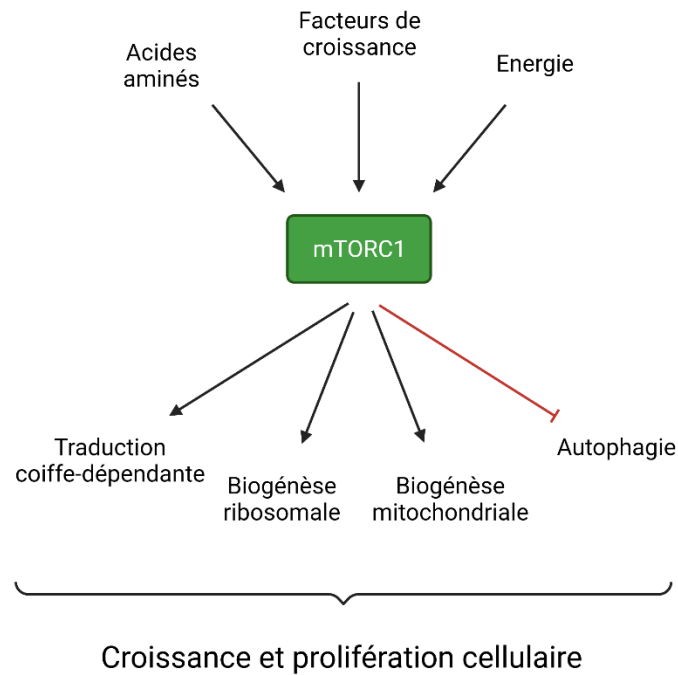 Facteurs de
croissance
Acides
aminés
Energie
mTORC1
Traduction
coiffe-dépendante
Biogénèse
ribosomale
Biogénèse
mitochondriale
Autophagie
Croissance et prolifération cellulaire